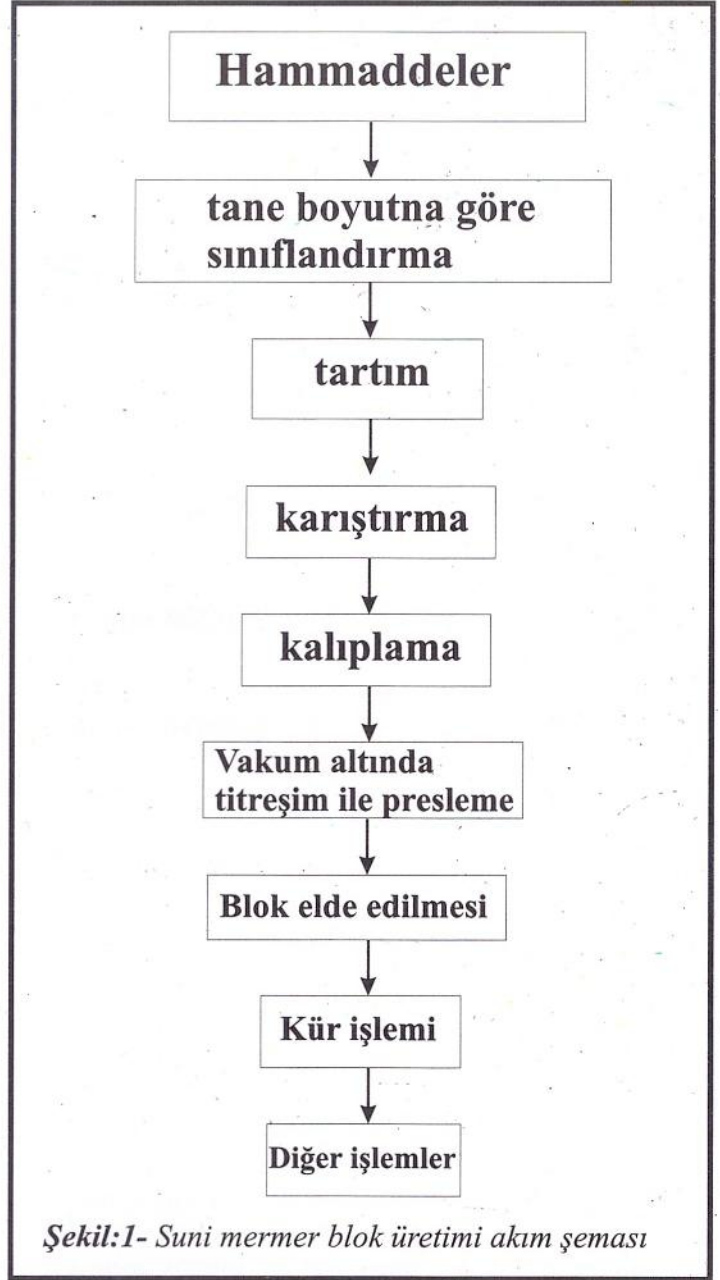 Hammaddeler
tane boyutna göre
sınıflandırma
tartım
karıştırma
kalıplama
Vakum altında
titreşim ile presleme
Blok elde edilmesi
Kür işlemi
Diğer işlemler
Şekil:1- Suni mermer blok üretimi akım şeması